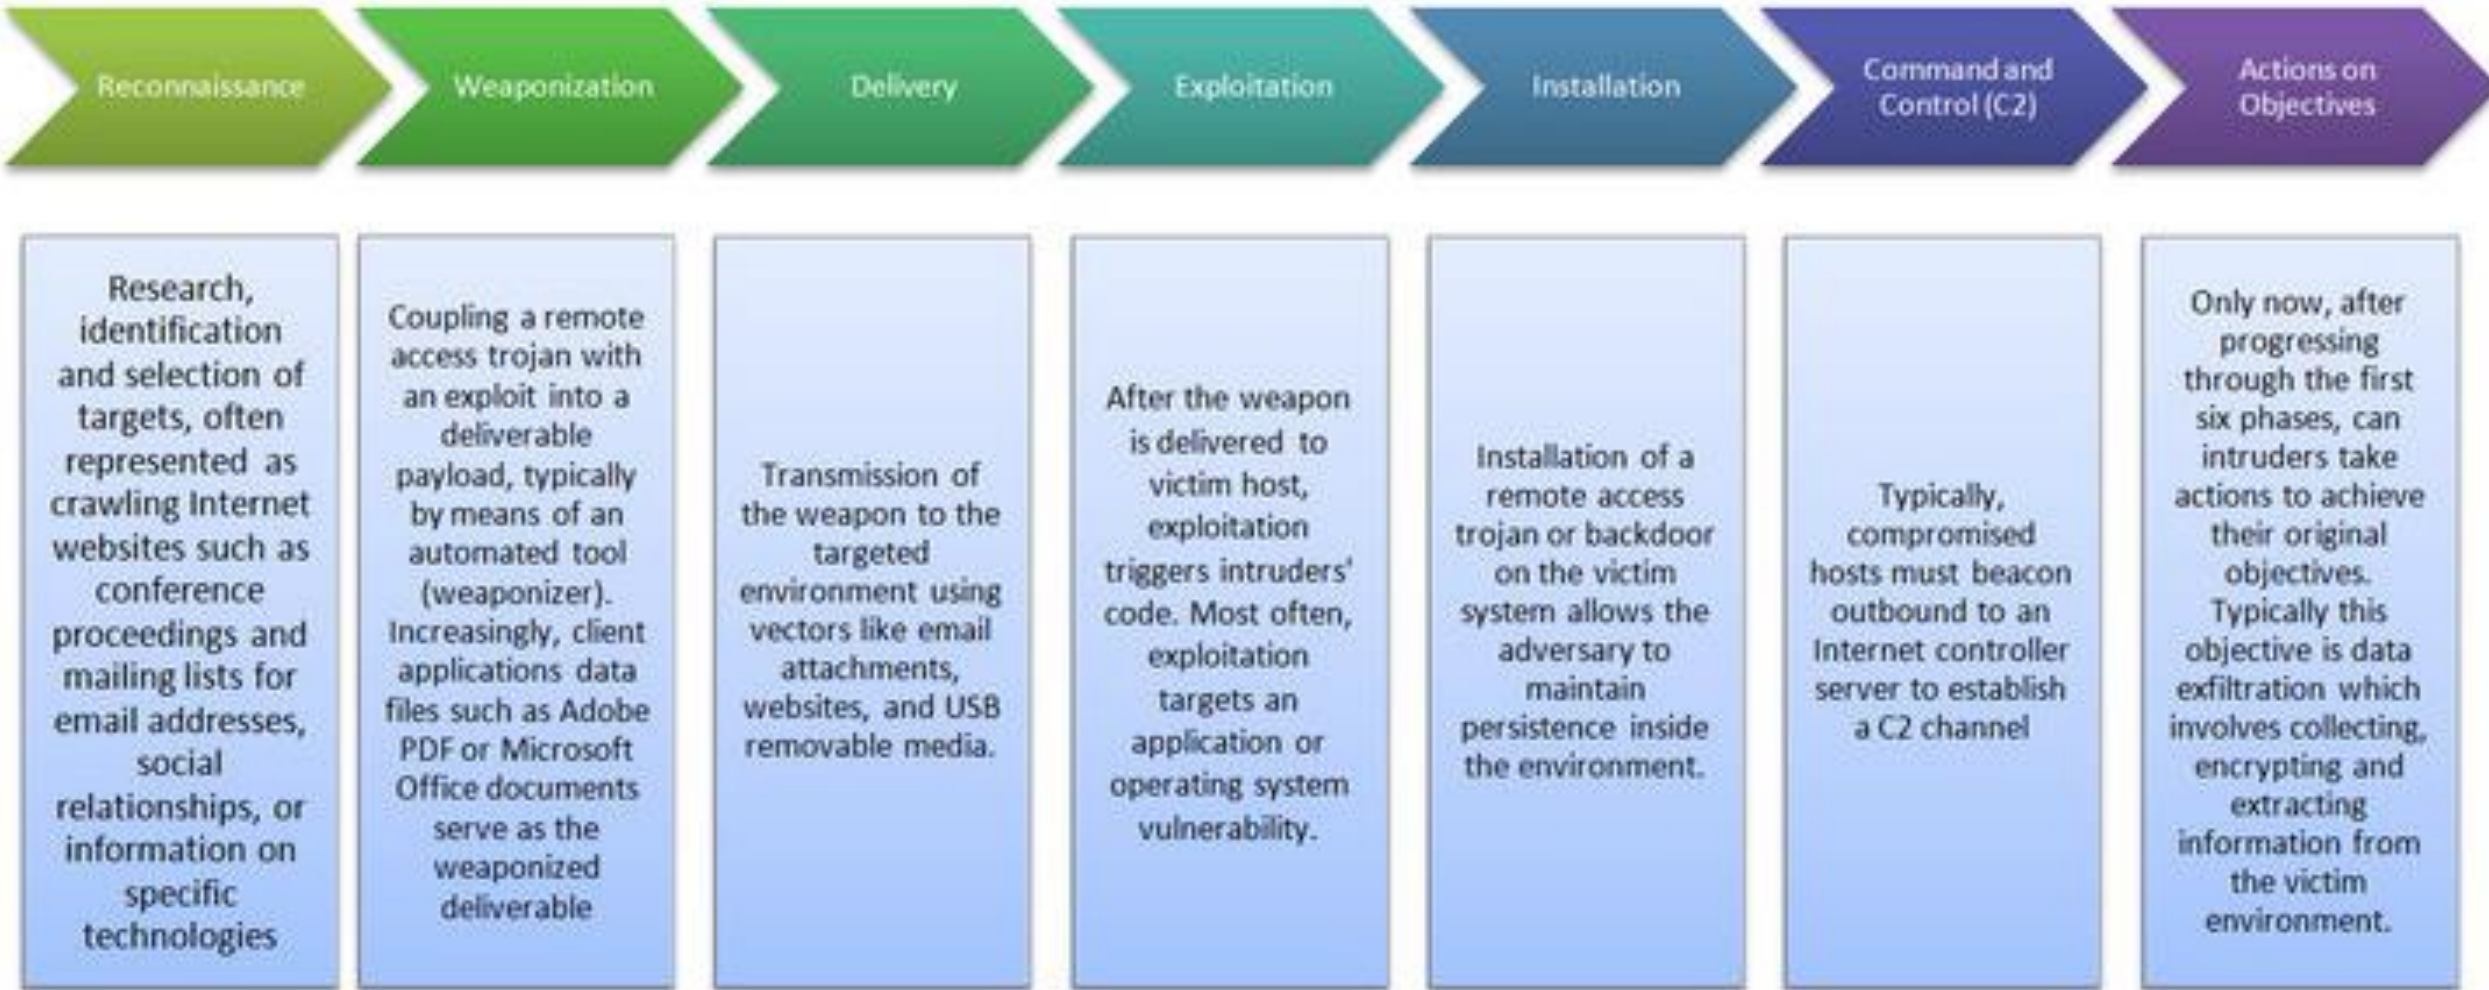 Reconnaissance
Weaponization
Delivery
Exploitation
Installation
Command and
Control (C2)
Actions on
Objectives
Research,
identification
and selection of
targets, often
represented as
crawling Internet
websites such as
conference
proceedings and
mailing lists for
email addresses,
social
relationships, or
information on
specific
technologies
Coupling a remote
access trojan with
an exploit into a
deliverable
payload, typically
by means of an
automated tool
(weaponizer).
Increasingly, client
applications data
files such as Adobe
PDF or Microsoft
Office documents
serve as the
weaponized
deliverable
Transmission of
the weapon to the
targeted
environment using
vectors like email
attachments,
websites, and USB
removable media.
After the weapon
is delivered to
victim host,
exploitation
triggers intruders'
code. Most often,
exploitation
targets an
application or
operating system
vulnerability.
Installation of a
remote access
trojan or backdoor
on the victim
system allows the
adversary to
maintain
persistence inside
the environment.
Typically,
compromised
hosts must beacon
outbound to an
Internet controller
server to establish
a C2 channel
Only now, after
progressing
through the first
six phases, can
intruders take
actions to achieve
their original
objectives.
Typically this
objective is data
exfiltration which
involves collecting,
encrypting and
extracting
information from
the victim
environment.